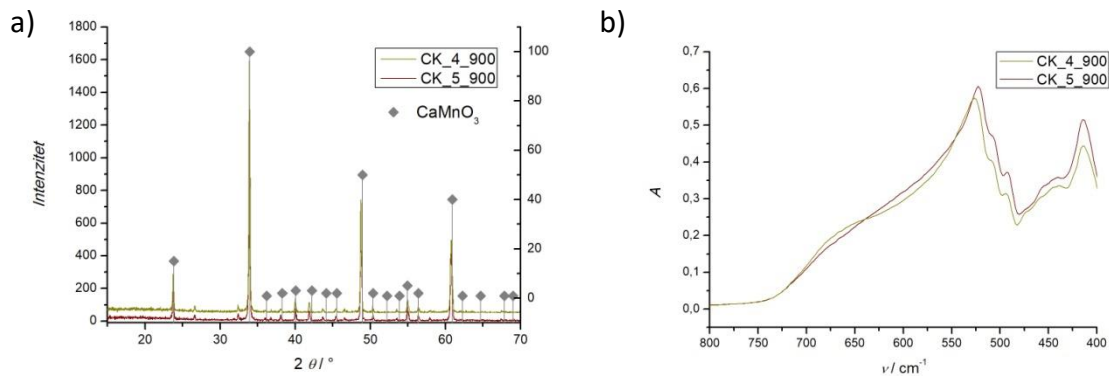 a)
1800
1600
1400
1200
1000
800
600
400
200
0
Intenzitet
100
80
60
40
20
0
CK_4_900
CK_5_900
CaMnO₃
20 30 40 50 60 70
2 θ / °
b)
0,7
0,6
0,5
0,4
0,3
0,2
0,1
0,0
A
CK_4_900
CK_5_900
800 750 700 650 600 550 500 450 400
ν / cm⁻¹